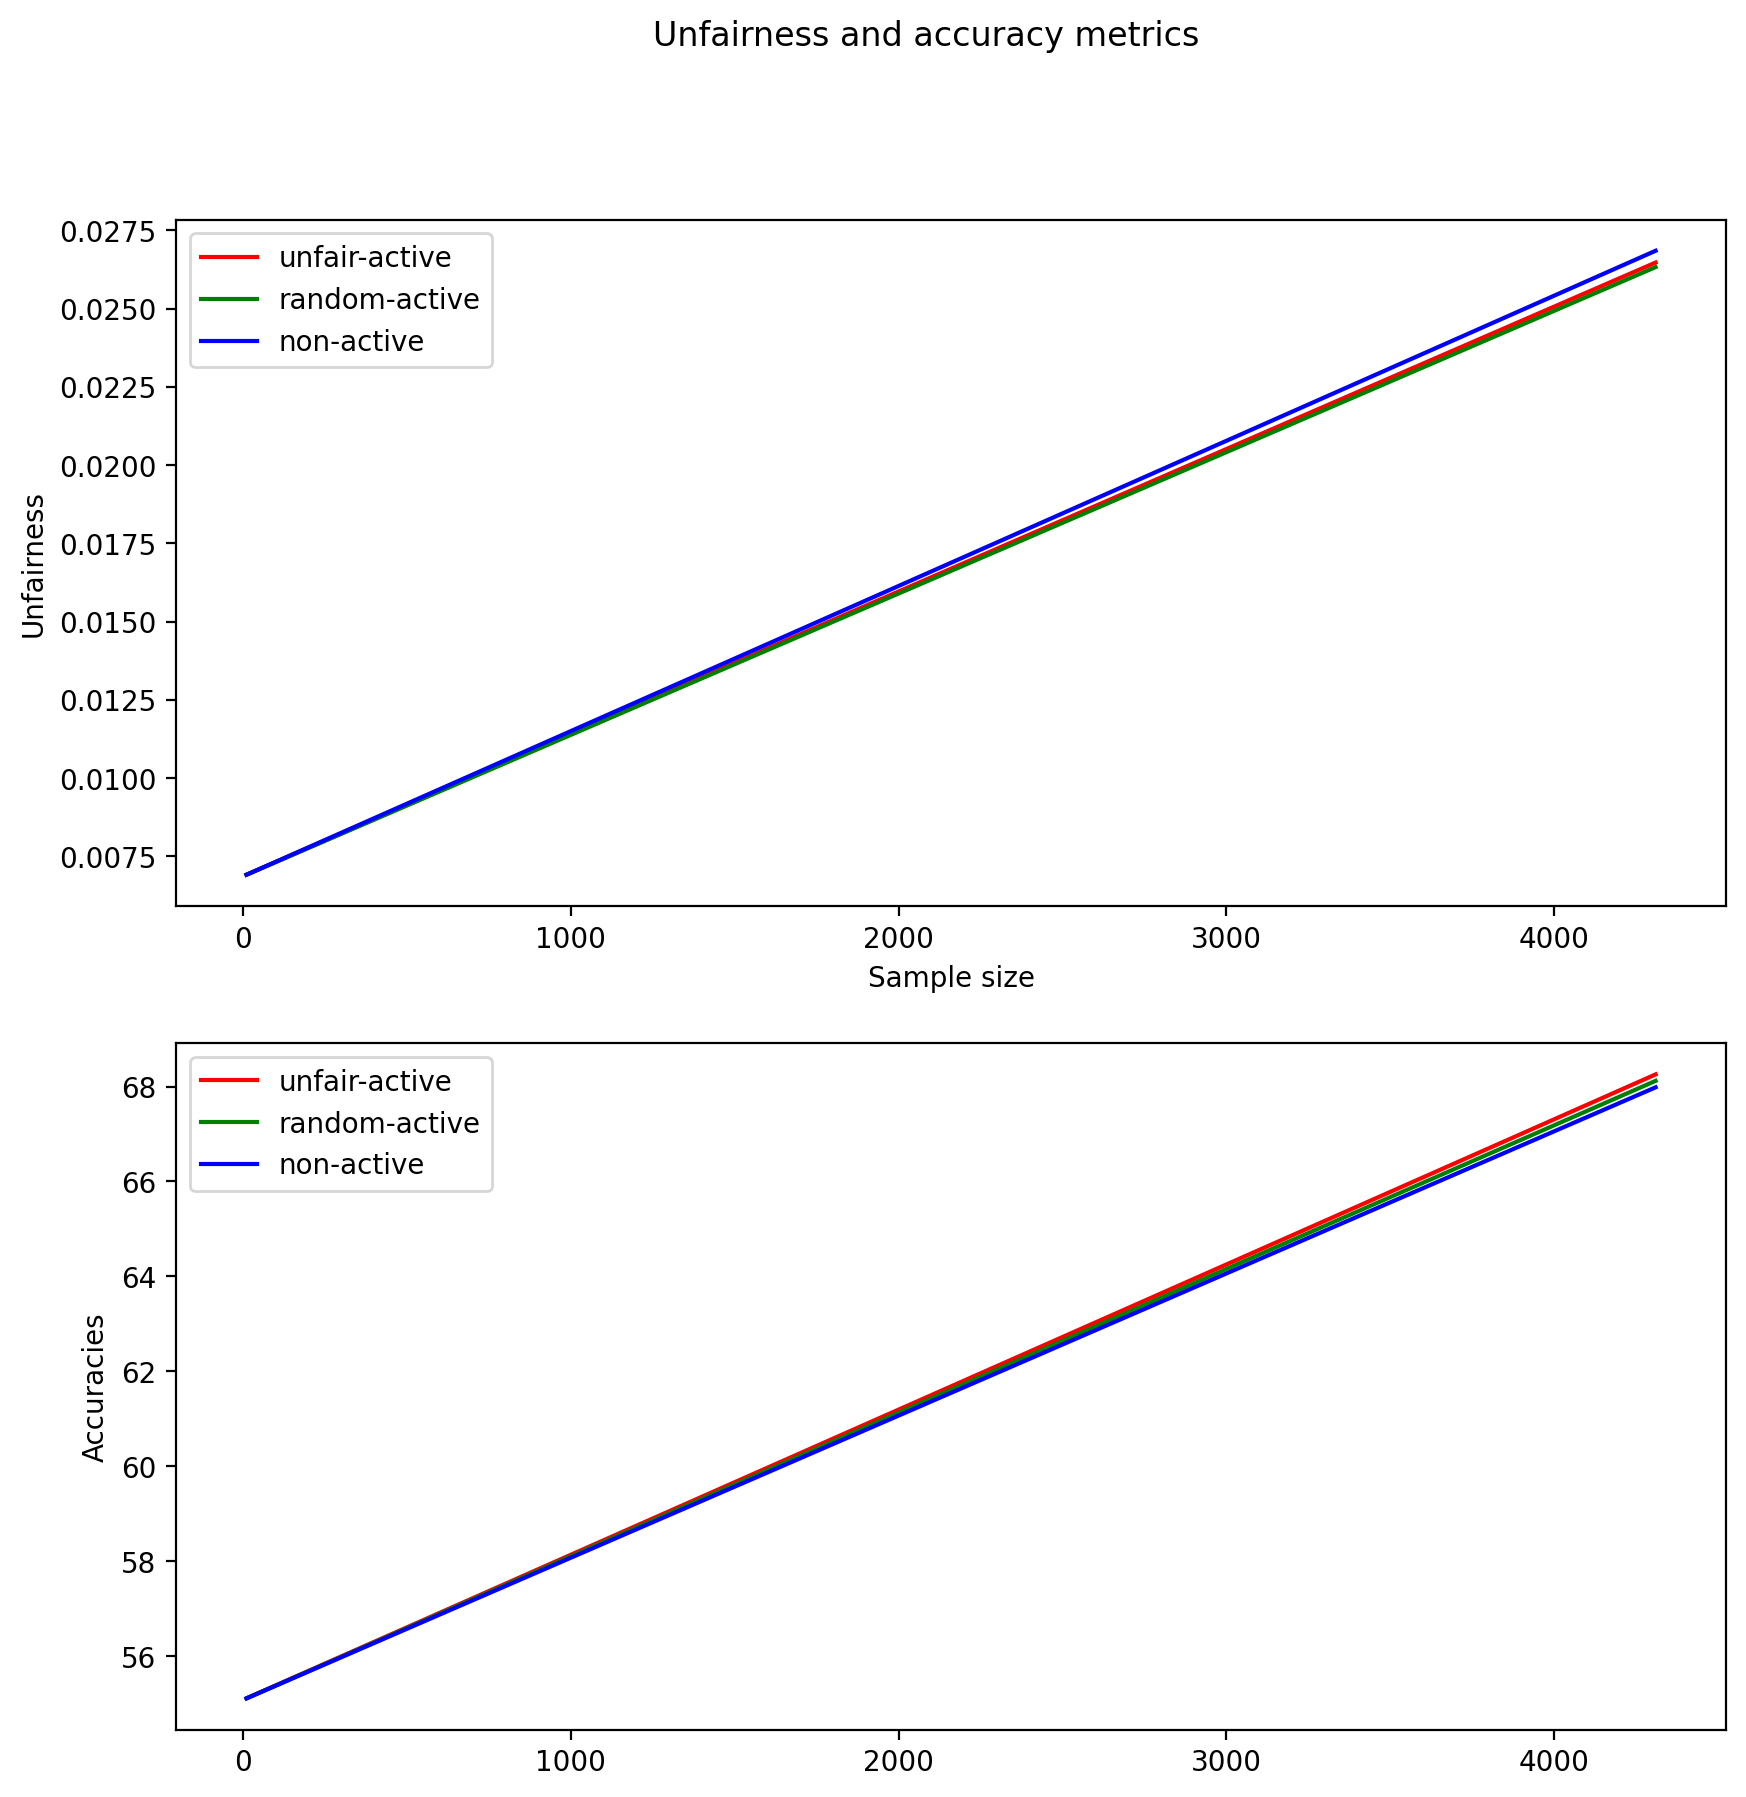 Unfairness and accuracy metrics
0.0275
0.0250
0.0225
0.0200
0.0175
0.0150
0.0125
0.0100
0.0075
Unfairness
unfair-active
random-active
non-active
0 1000 2000 3000 4000
Sample size
68
66
64
62
60
58
56
Accuracies
unfair-active
random-active
non-active
0 1000 2000 3000 4000